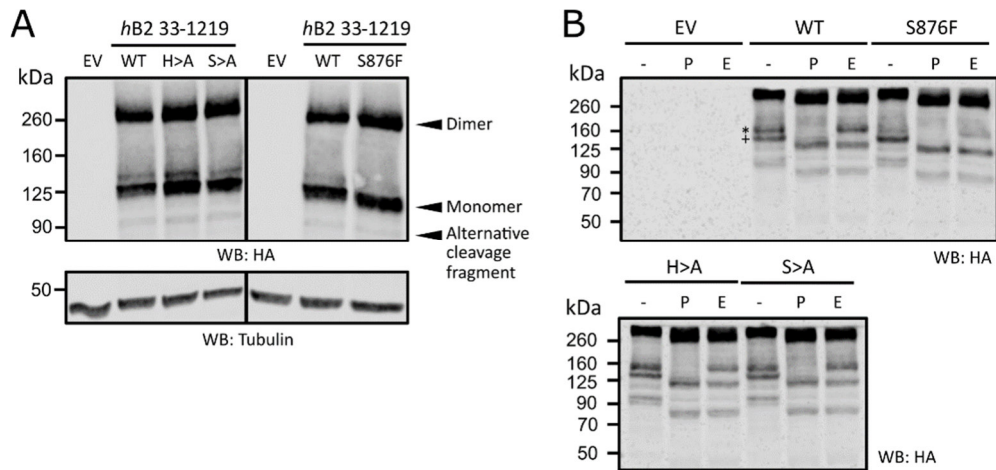 A
hB2 33-1219 hB2 33-1219
EV WT H>A S>A EV WT S876F
kDa
260
160
125
90
Dimer
Monomer
Alternative
cleavage
fragment
WB: HA
50
WB: Tubulin
B
EV WT S876F
kDa - P E - P E - P E
260
160
125
90
70
50
*
+
WB: HA
H>A S>A
kDa - P E - P E
260
160
125
90
70
50
WB: HA